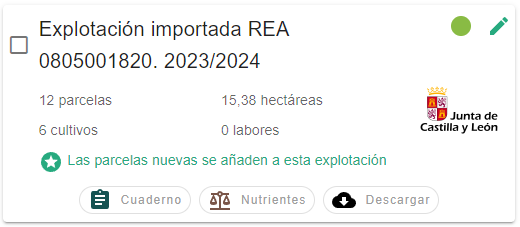 Explotación importada REA
0805001820. 2023/2024
12 parcelas
15,38 hectáreas
6 cultivos
0 labores
Junta de
Castilla y León
Las parcelas nuevas se añaden a esta explotación
Cuaderno
Nutrientes
Descargar